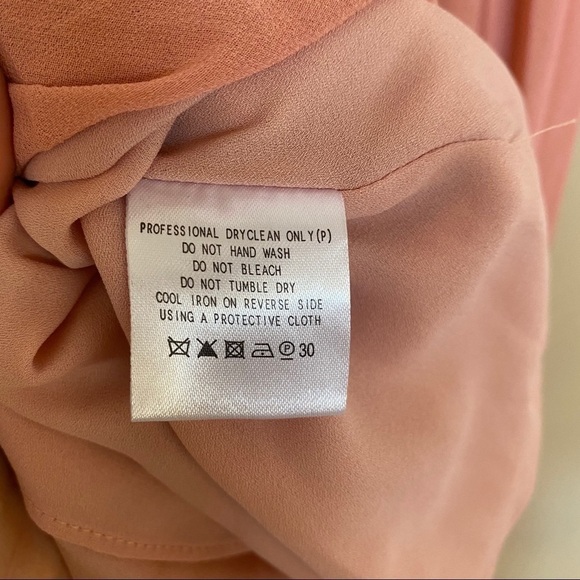 PROFESSIONAL DRYCLEAN ONLY(P)
DO NOT HAND WASH
DO NOT BLEACH
DO NOT TUMBLE DRY
COOL IRON ON REVERSE SIDE
USING A PROTECTIVE CLOTH
P 30